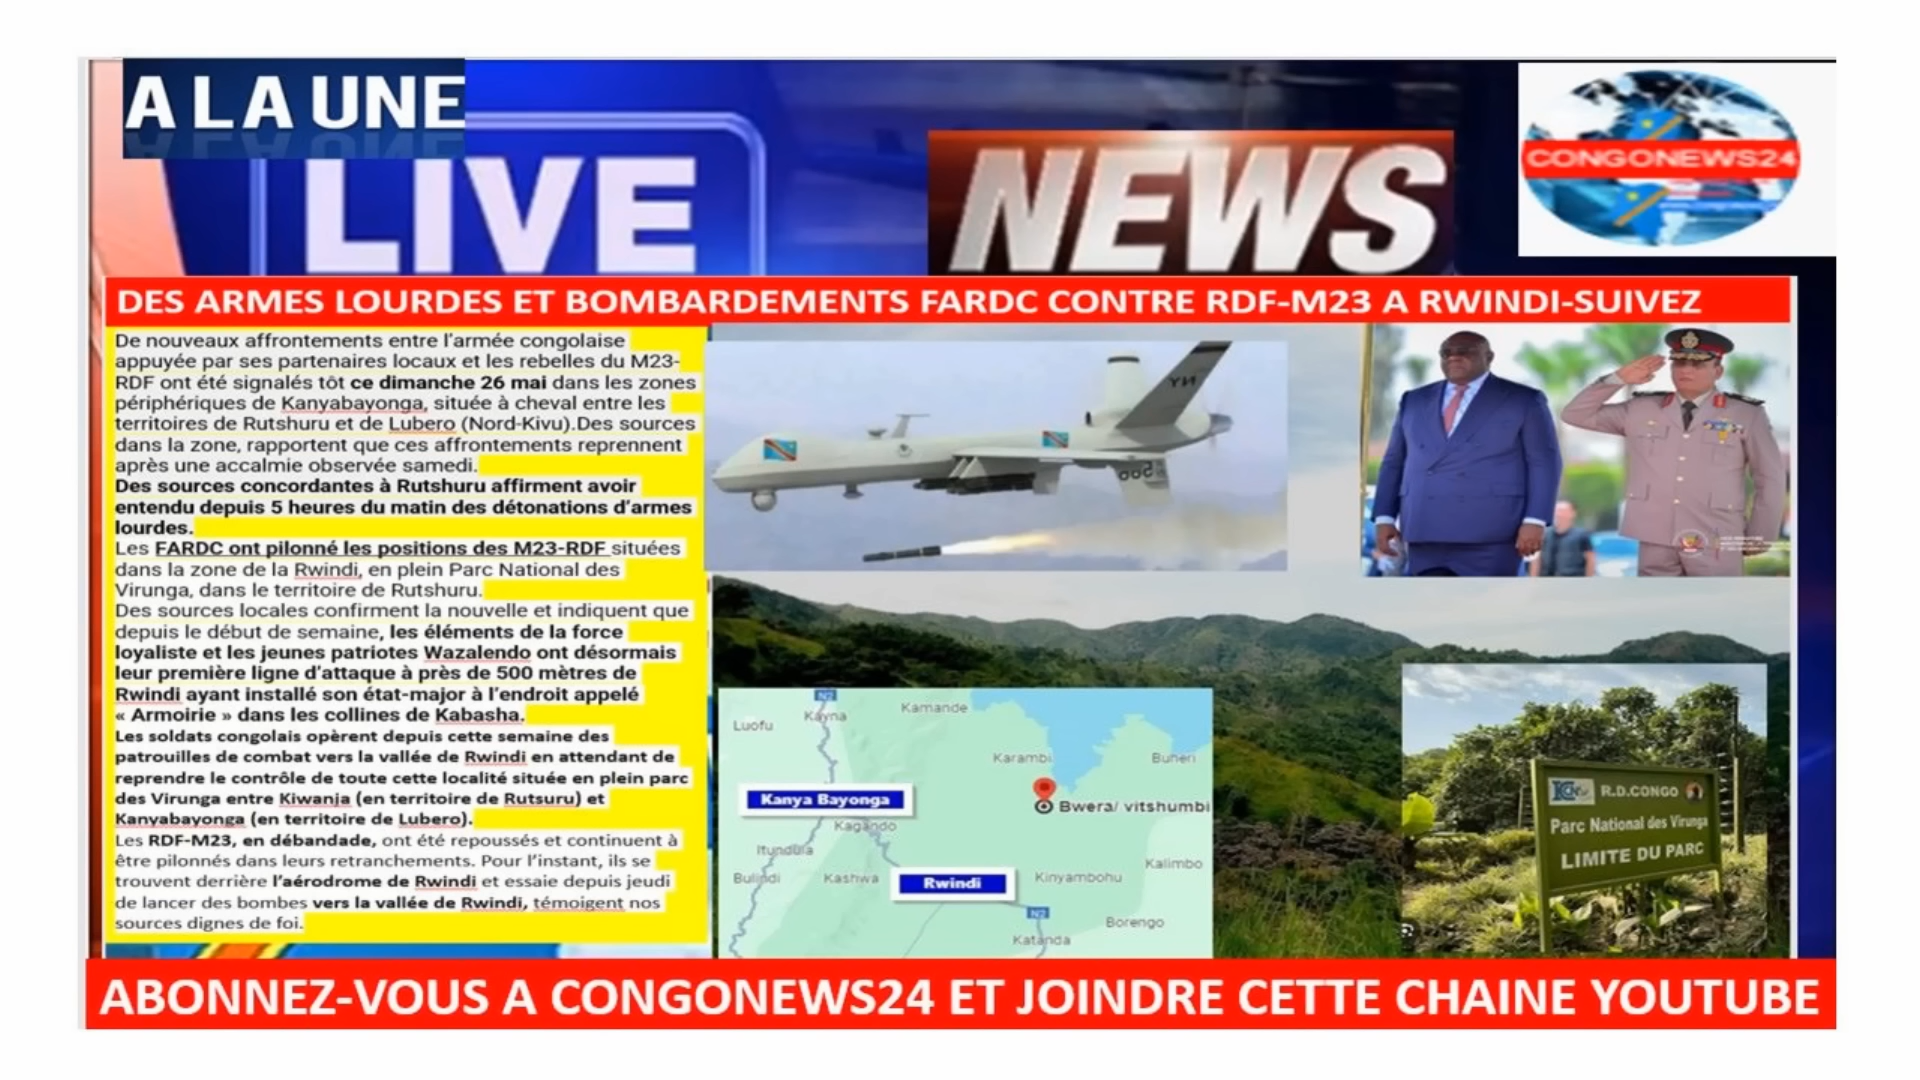 A LA UNE
LIVE
NEWS
CONGONEWS24
DES ARMES LOURDES ET BOMBARDEMENTS FARDC CONTRE RDF-M23 A RWINDI-SUIVEZ
De nouveaux affrontements entre l'armée congolaise
appuyée par ses partenaires locaux et les rebelles du M23-
RDF ont été signalés tôt ce dimanche 26 mai dans les zones
périphériques de Kanyabayonga, située à cheval entre les
territoires de Rutshuru et de Lubero (Nord-Kivu).Des sources
dans la zone, rapportent que ces affrontements reprennent
après une accalmie observée samedi.
Des sources concordantes à Rutshuru affirment avoir
entendu depuis 5 heures du matin des détonations d'armes
lourdes.
Les FARDC ont pilonné les positions des M23-RDF situées
dans la zone de la Rwindi, en plein Parc National des
Virunga, dans le territoire de Rutshuru.
Des sources locales confirment la nouvelle et indiquent que
depuis le début de semaine, les éléments de la force
loyaliste et les jeunes patriotes Wazalendo ont désormais
leur première ligne d'attaque à près de 500 mètres de
Rwindi ayant installé son état-major à l'endroit appelé
« Armoirie » dans les collines de Kabasha.
Les soldats congolais opèrent depuis cette semaine des
patrouilles de combat vers la vallée de Rwindi en attendant de
reprendre le contrôle de toute cette localité située en plein parc
des Virunga entre Kiwanja (en territoire de Rutsuru) et
Kanyabayonga (en territoire de Lubero).
Les RDF-M23, en débandade, ont été repoussés et continuent à
être pilonnés dans leurs retranchements. Pour l'instant, ils se
trouvent derrière l'aérodrome de Rwindi et essaie depuis jeudi
de lancer des bombes vers la vallée de Rwindi, témoigent nos
sources dignes de foi.
N2
Luofu
Kayna
Kamande
Karambi
Buheri
Kanya Bayonga
Bwera/ vitshumbi
Kagando
Itundula
Kalimbo
Bulindi
Kashwa
Rwindi
Kinyambohu
N2
Borengo
Katanda
R.D.CONGO
Parc National des Virunga
LIMITE DU PARC
ABONNEZ-VOUS A CONGONEWS24 ET JOINDRE CETTE CHAINE YOUTUBE